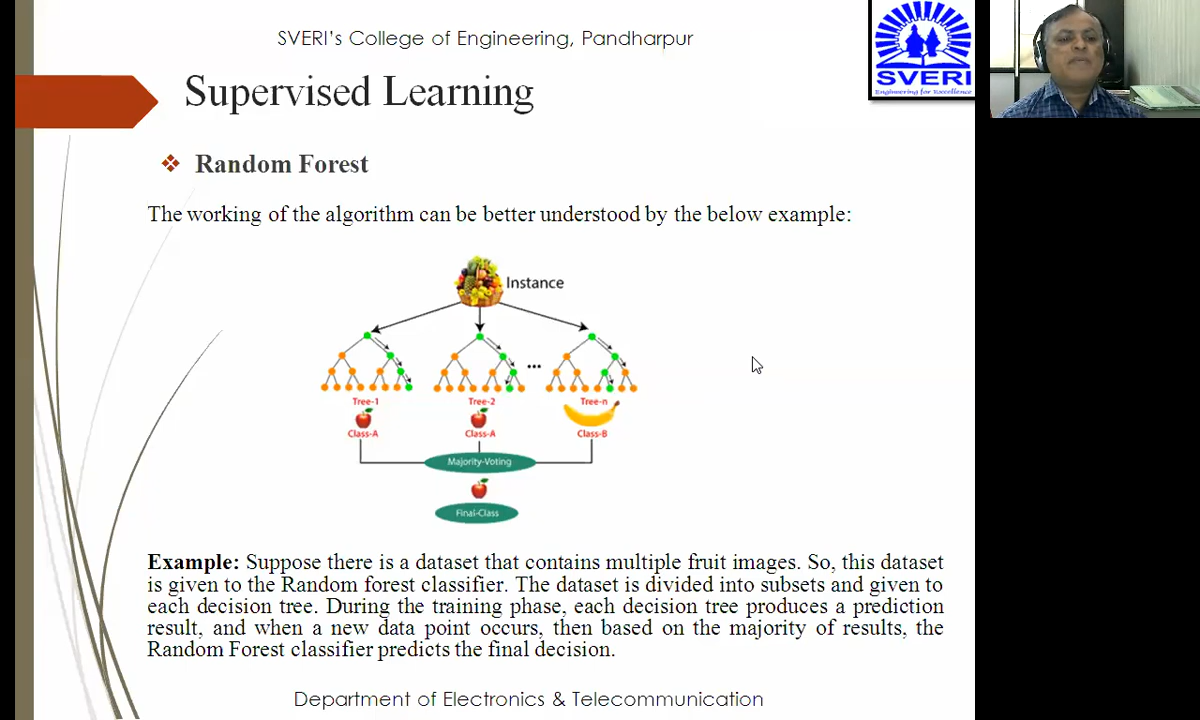 SVERI's College of Engineering, Pandharpur
SVERI
Engineering for Excellence
Supervised Learning
Random Forest
The working of the algorithm can be better understood by the below example:
Instance
...
Tree-1 Tree-2 Tree-n
Class-A Class-A Class-B
Majority-Voting
Final-Class
Example: Suppose there is a dataset that contains multiple fruit images. So, this dataset
is given to the Random forest classifier. The dataset is divided into subsets and given to
each decision tree. During the training phase, each decision tree produces a prediction
result, and when a new data point occurs, then based on the majority of results, the
Random Forest classifier predicts the final decision.
Department of Electronics & Telecommunication